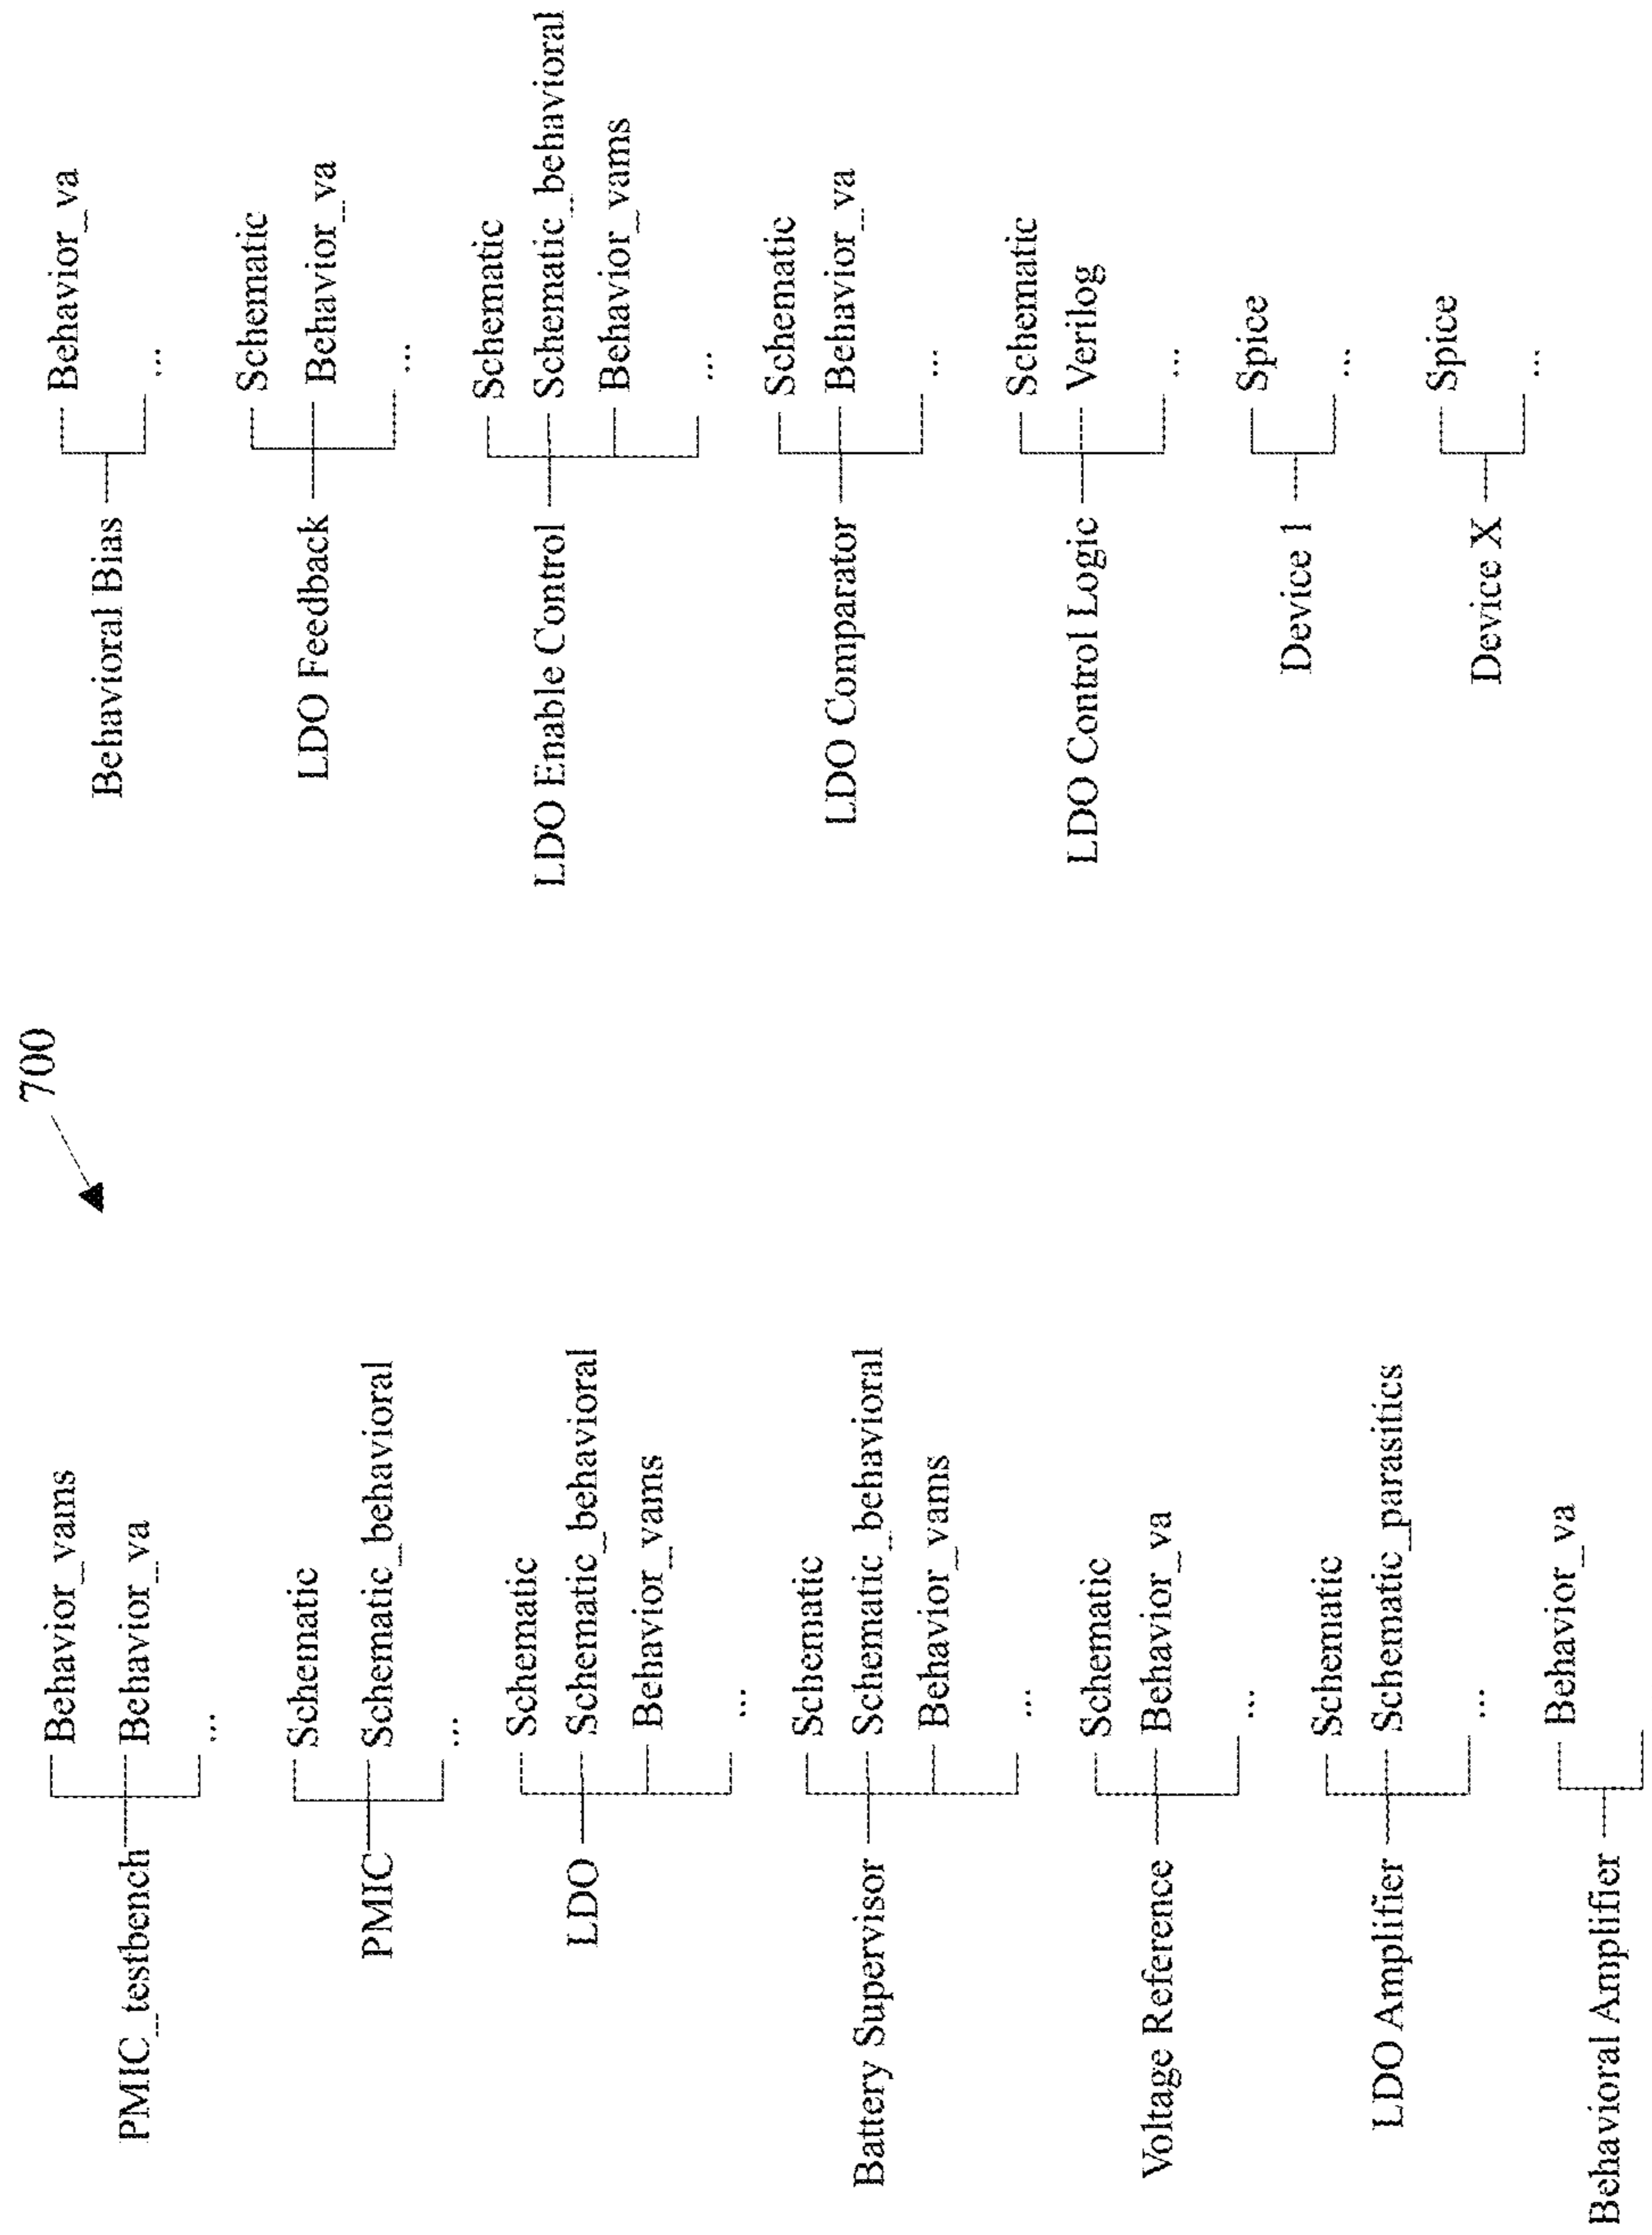 700
PMIC_testbench
Behavior_vams
Behavior_va
...
PMIC
Schematic
Schematic_behavioral
...
LDO
Schematic
Schematic_behavioral
Behavior_vams
...
Battery Supervisor
Schematic
Schematic_behavioral
Behavior_vams
...
Voltage Reference
Schematic
Behavior_va
...
LDO Amplifier
Schematic
Schematic_parasitics
...
Behavioral Amplifier
Behavior_va
Behavioral Bias
Behavior_va
...
LDO Feedback
Schematic
Behavior_va
...
LDO Enable Control
Schematic
Schematic_behavioral
Behavior_vams
...
LDO Comparator
Schematic
Behavior_va
...
LDO Control Logic
Schematic
Verilog
...
Device 1
Spice
...
Device X
Spice
...